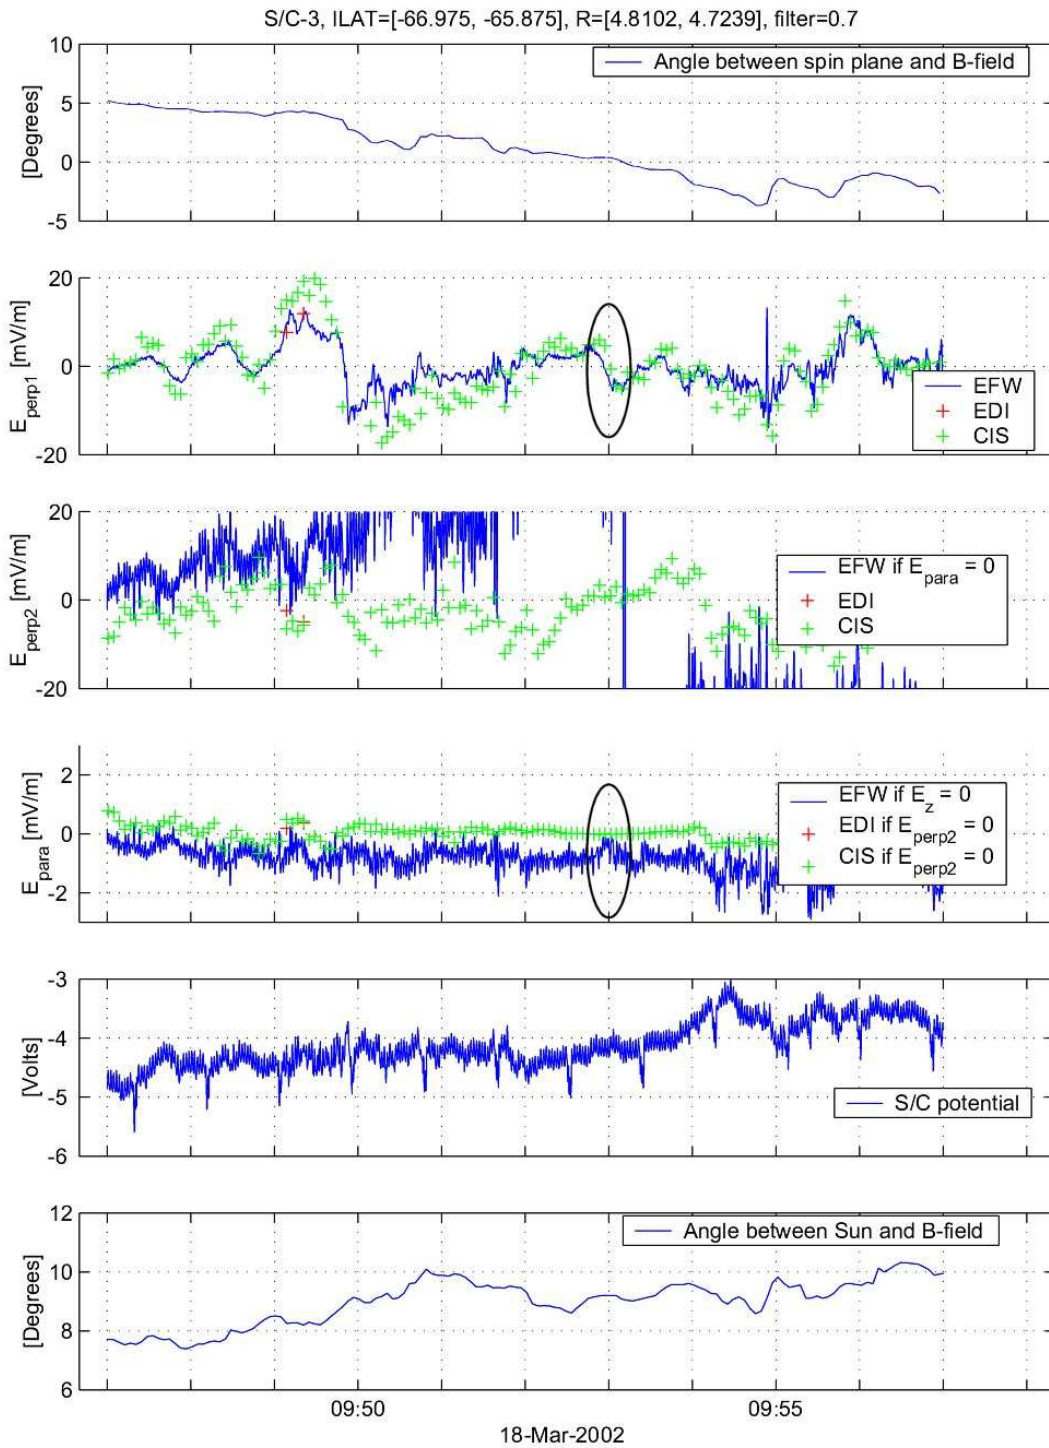 S/C-3, ILAT=[-66.975, -65.875], R=[4.8102, 4.7239], filter=0.7
10
5
0
-5
[Degrees]
Angle between spin plane and B-field
20
0
-20
E_perp1 [mV/m]
EFW
EDI
CIS
20
10
0
-10
-20
E_perp2 [mV/m]
EFW if E_para = 0
EDI
CIS
2
0
-2
E_para [mV/m]
EFW if E_z = 0
EDI if E_perp2 = 0
CIS if E_perp2 = 0
-3
-4
-5
-6
[Volts]
S/C potential
12
10
8
6
[Degrees]
Angle between Sun and B-field
09:50
09:55
18-Mar-2002